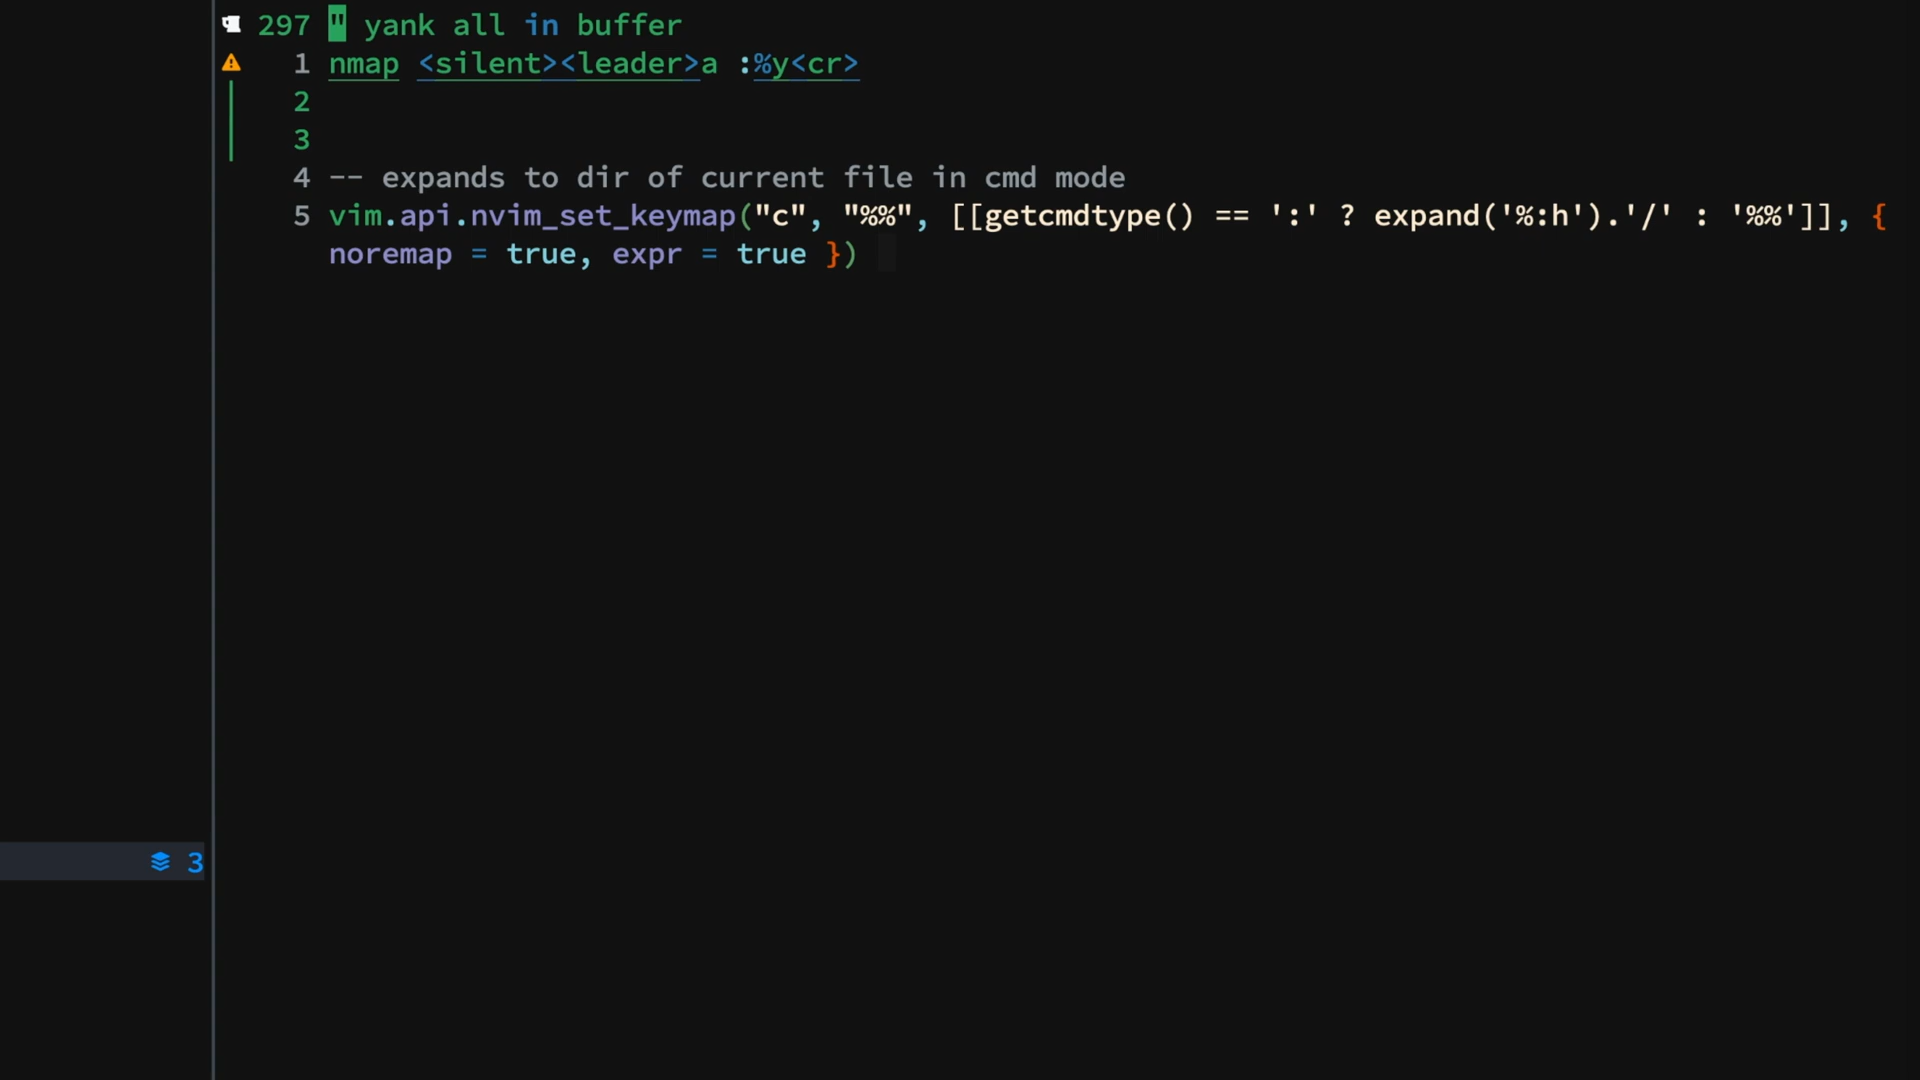 297 " yank all in buffer
1 nmap <silent><leader>a :%y<cr>
2
3
4 -- expands to dir of current file in cmd mode
5 vim.api.nvim_set_keymap("c", "%%", [[getcmdtype() == ':' ? expand('%:h').'/' : '%%']], {
noremap = true, expr = true })
3